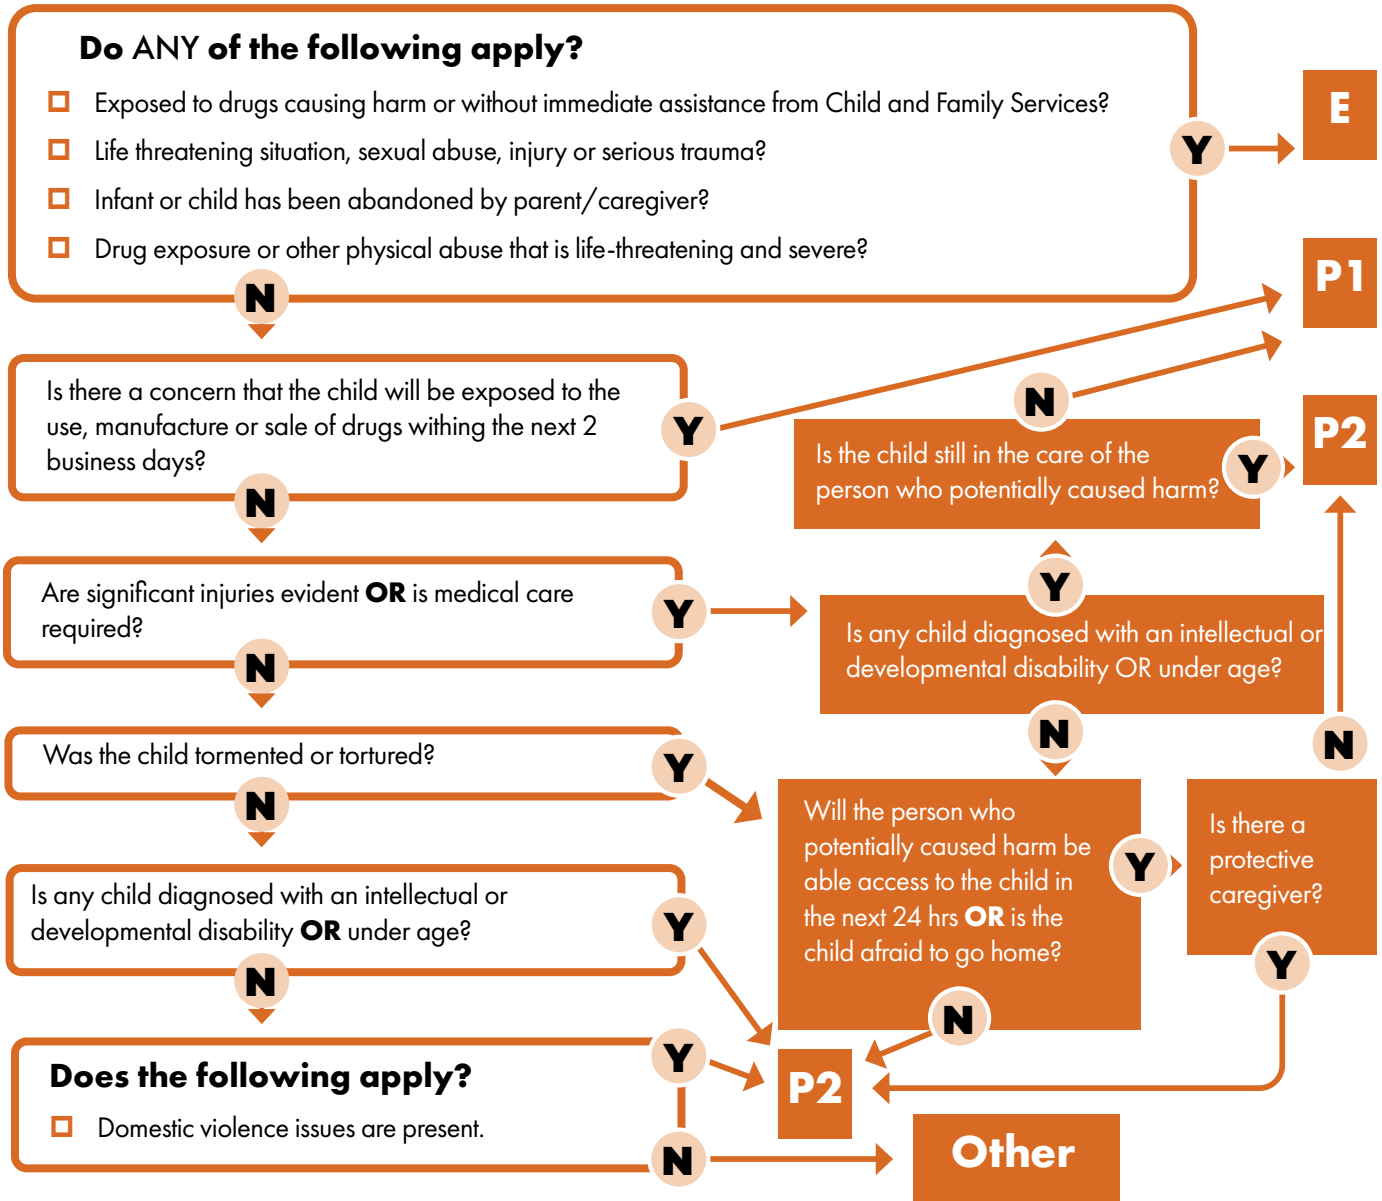 Do ANY of the following apply?
Exposed to drugs causing harm or without immediate assistance from Child and Family Services?
Life threatening situation, sexual abuse, injury or serious trauma?
Infant or child has been abandoned by parent/caregiver?
Drug exposure or other physical abuse that is life-threatening and severe?
Y
E
N
P1
Is there a concern that the child will be exposed to the
use, manufacture or sale of drugs withing the next 2
business days?
Y
N
N
P2
Is the child still in the care of the
person who potentially caused harm?
Y
Are significant injuries evident OR is medical care
required?
Y
N
Y
Is any child diagnosed with an intellectual or
developmental disability OR under age?
N
N
Was the child tormented or tortured?
Y
N
Will the person who
potentially caused harm be
able access to the child in
the next 24 hrs OR is the
child afraid to go home?
Y
N
Is there a
protective
caregiver?
Y
Is any child diagnosed with an intellectual or
developmental disability OR under age?
Y
N
Does the following apply?
Domestic violence issues are present.
Y
N
P2
Other